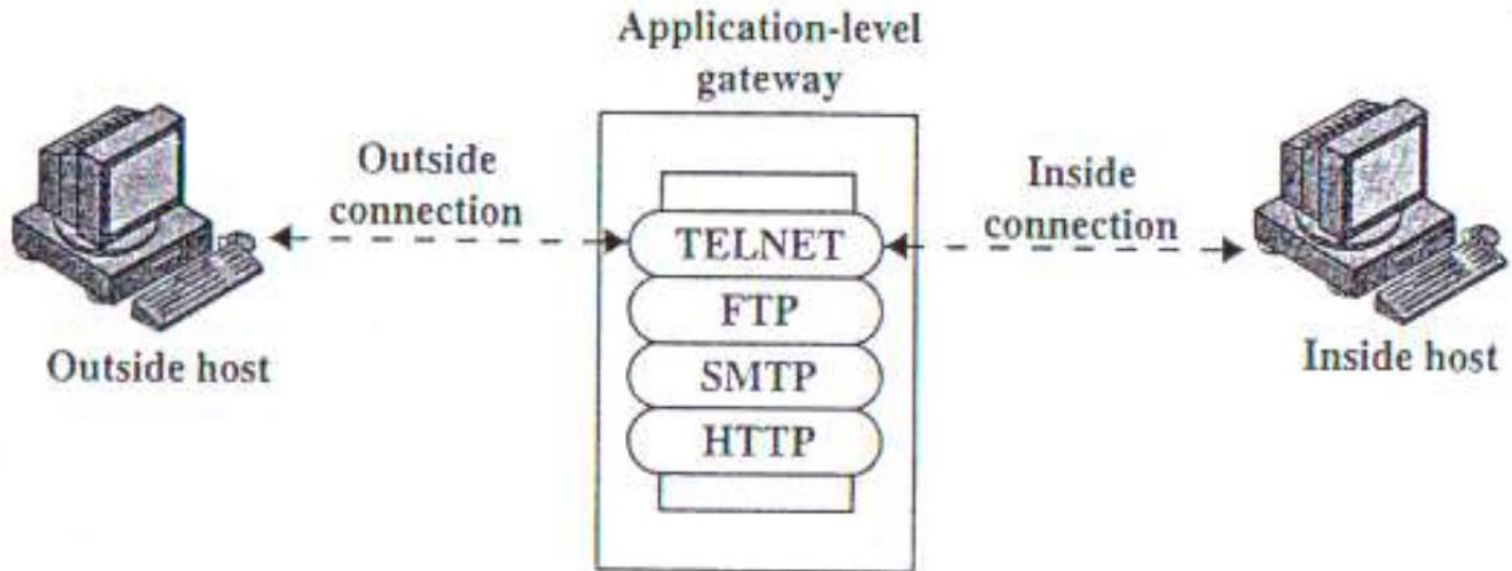 Application-level
gateway
Outside
connection
Inside
connection
TELNET
FTP
SMTP
HTTP
Outside host
Inside host